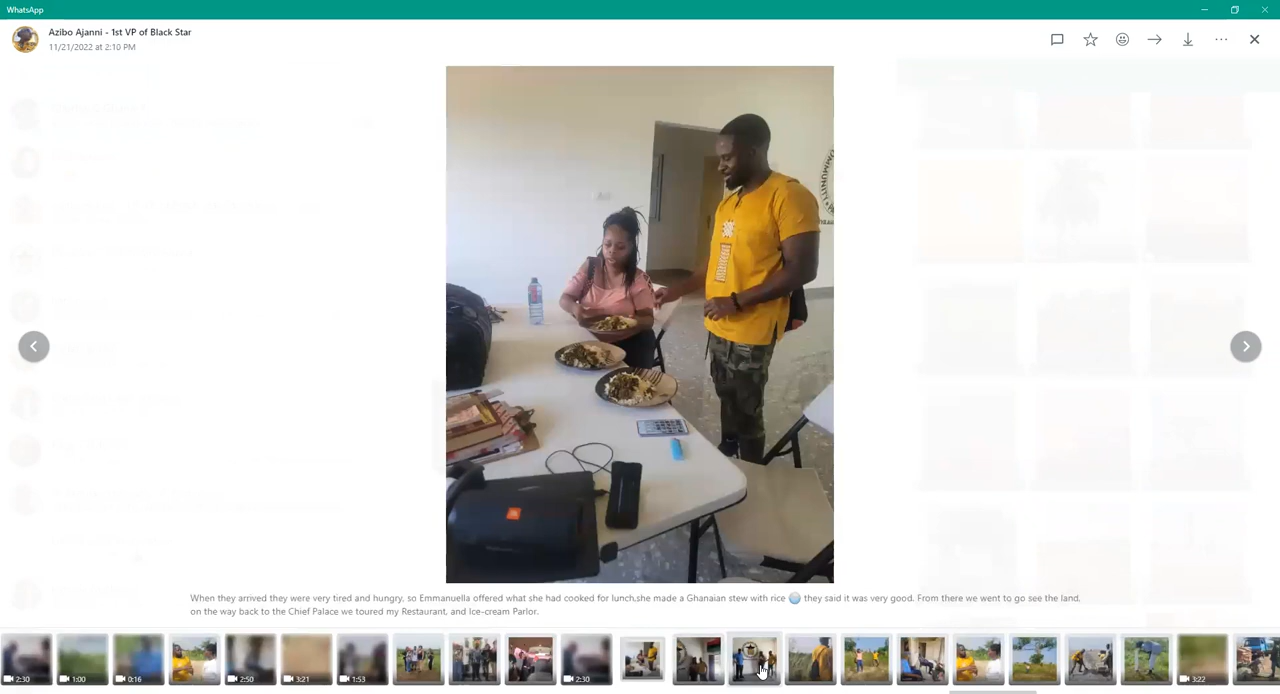 WhatsApp
Azibo Ajanni - 1st VP of Black Star
11/21/2022 at 2:10 PM
COMMUNITY
JBL
When they arrived they were very tired and hungry, so Emmanuella offered what she had cooked for lunch,she made a Ghanaian stew with rice they said it was very good. From there we went to go see the land,
on the way back to the Chief Palace we toured my Restaurant, and Ice-cream Parlor.
2:30
1:00
0:16
2:50
3:21
1:53
2:30
3:22